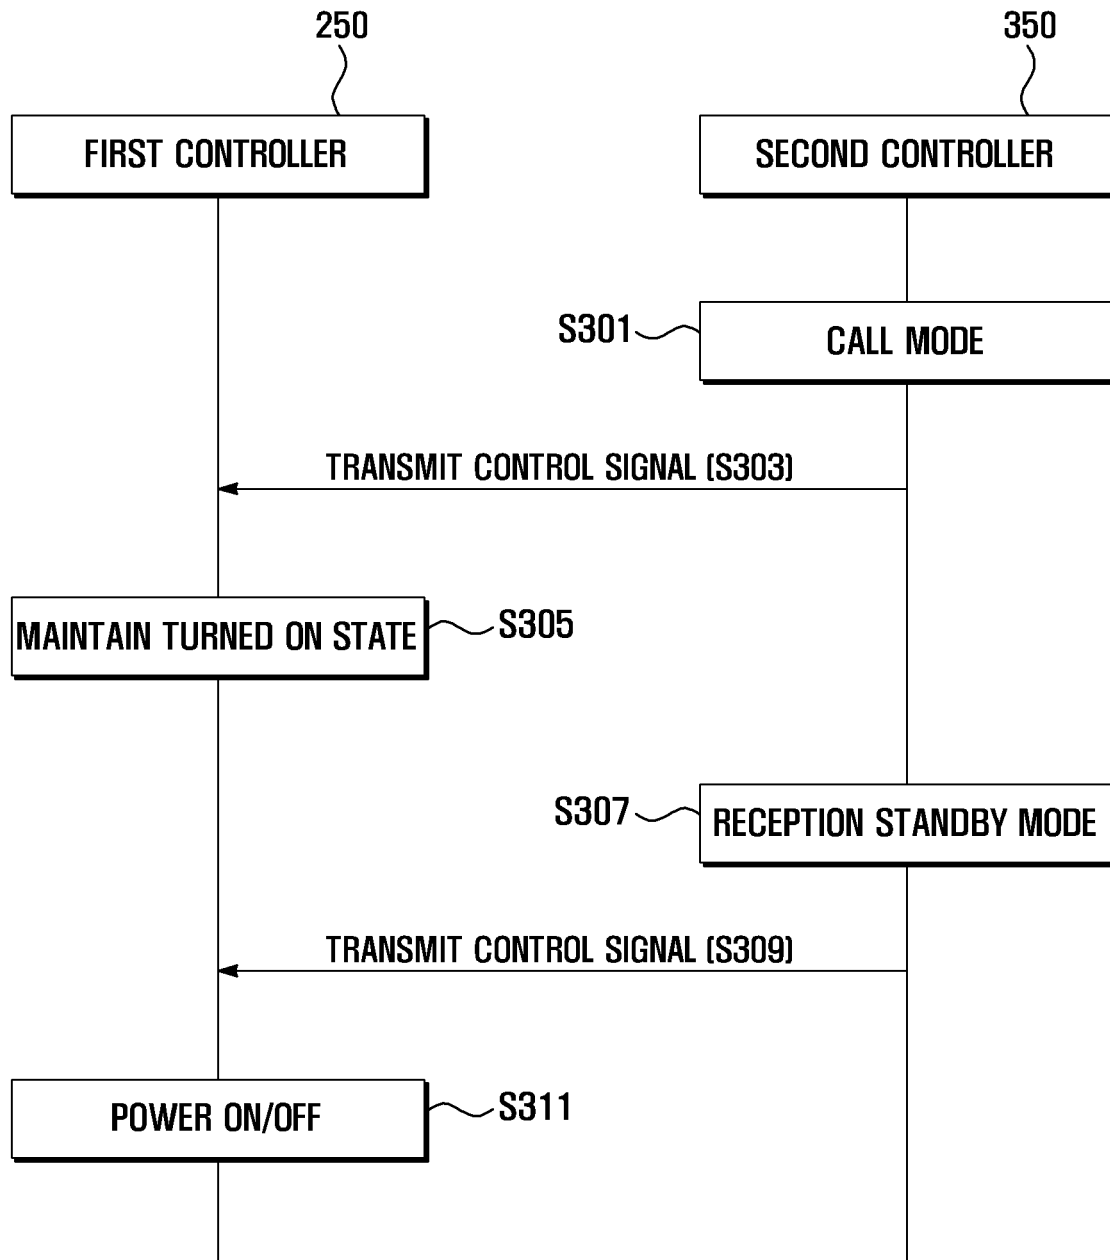 250
350
FIRST CONTROLLER
SECOND CONTROLLER
S301
CALL MODE
TRANSMIT CONTROL SIGNAL (S303)
MAINTAIN TURNED ON STATE
S305
S307
RECEPTION STANDBY MODE
TRANSMIT CONTROL SIGNAL (S309)
POWER ON/OFF
S311